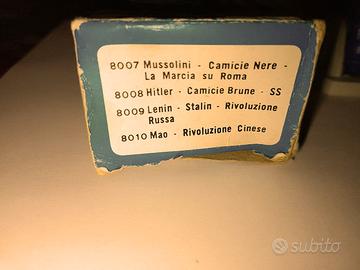 8007 Mussolini - Camicie Nere -
La Marcia su Roma
8008 Hitler - Camicie Brune - SS
8009 Lenin - Stalin - Rivoluzione
Russa
8010 Mao - Rivoluzione Cinese
subito